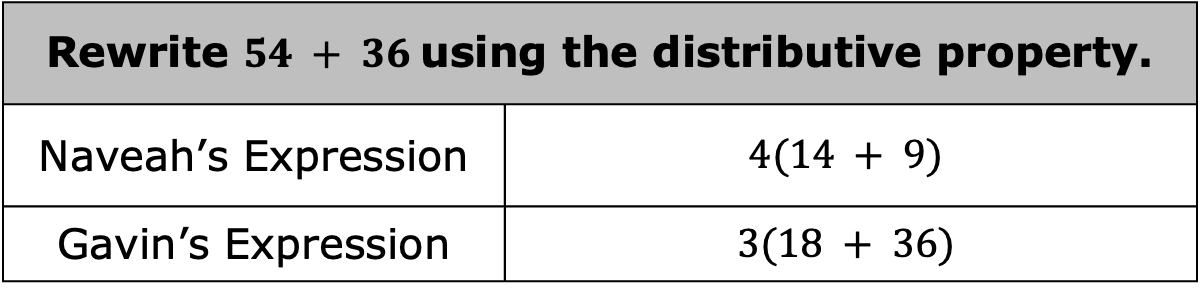 Rewrite 54 + 36 using the distributive property.
Naveah’s Expression 4(14 + 9)
Gavin’s Expression 3(18 + 36)